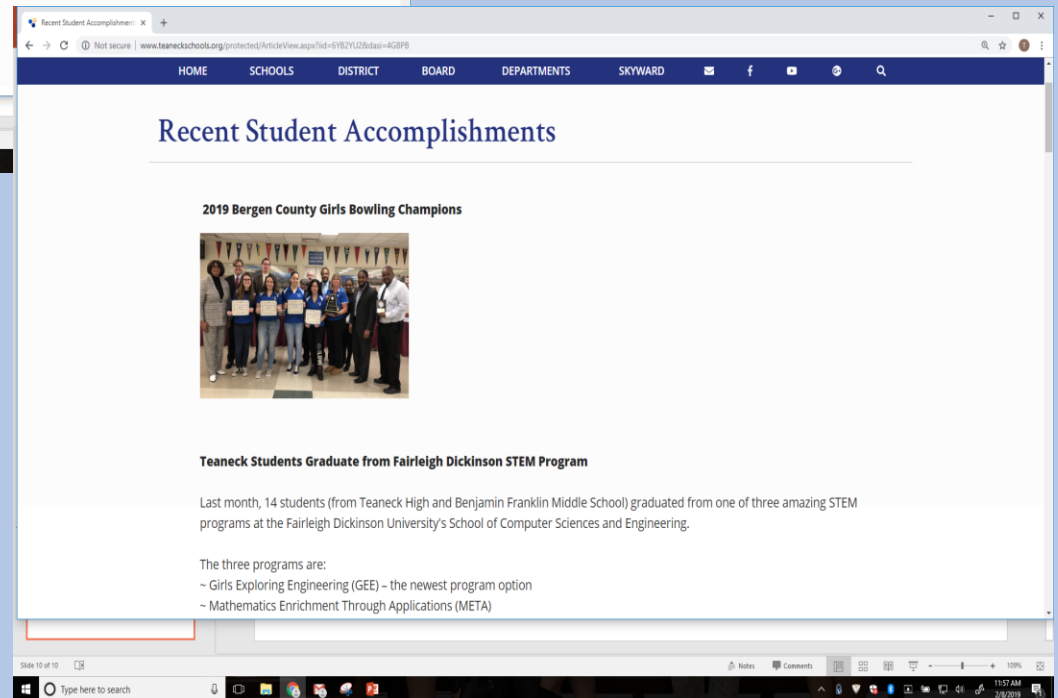 Recent Student Accomplishment
Not secure | www.teaneckschools.org/protected/ArticleView.aspx?iid=6YB2YU2&dasi=4GBPB
HOME SCHOOLS DISTRICT BOARD DEPARTMENTS SKYWARD
Recent Student Accomplishments
2019 Bergen County Girls Bowling Champions
Teaneck Students Graduate from Fairleigh Dickinson STEM Program
Last month, 14 students (from Teaneck High and Benjamin Franklin Middle School) graduated from one of three amazing STEM
programs at the Fairleigh Dickinson University's School of Computer Sciences and Engineering.
The three programs are:
~ Girls Exploring Engineering (GEE) – the newest program option
~ Mathematics Enrichment Through Applications (META)
Slide 10 of 10 Notes Comments 109%
Type here to search
11:57 AM
2/8/2019